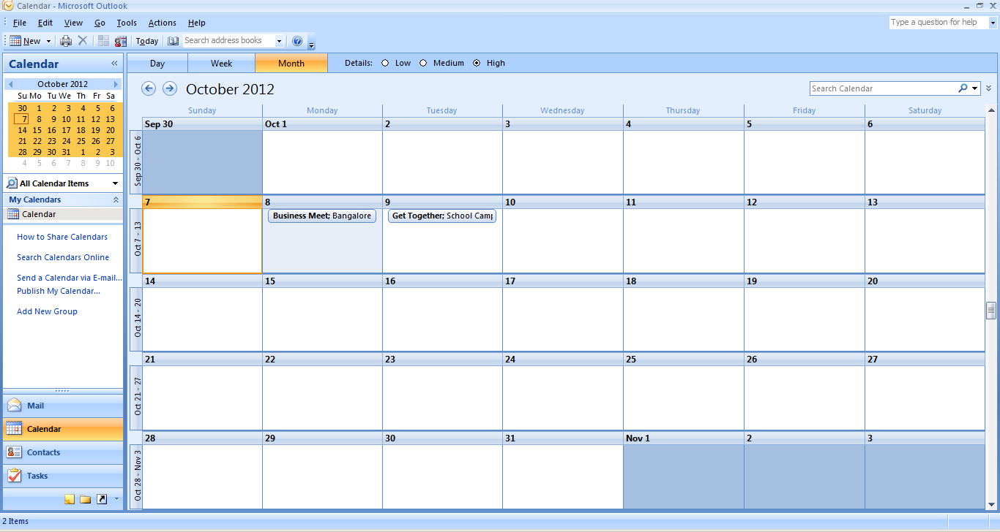 Calendar - Microsoft Outlook
File Edit View Go Tools Actions Help
Type a question for help
New Today Search address books
Calendar «
Day Week Month Details: Low Medium High
October 2012
Su Mo Tu We Th Fr Sa
30 1 2 3 4 5 6
7 8 9 10 11 12 13
14 15 16 17 18 19 20
21 22 23 24 25 26 27
28 29 30 31 1 2 3
4 5 6 7 8 9 10
All Calendar Items
My Calendars
Calendar
How to Share Calendars
Search Calendars Online
Send a Calendar via E-mail...
Publish My Calendar...
Add New Group
Mail
Calendar
Contacts
Tasks
October 2012
Search Calendar
Sunday Monday Tuesday Wednesday Thursday Friday Saturday
Sep 30 - Oct 6
Sep 30 Oct 1 2 3 4 5 6
Oct 7 - 13
7 8 9 10 11 12 13
Business Meet; Bangalore Get Together; School Camp
Oct 14 - 20
14 15 16 17 18 19 20
Oct 21 - 27
21 22 23 24 25 26 27
Oct 28 - Nov 3
28 29 30 31 Nov 1 2 3
2 Items